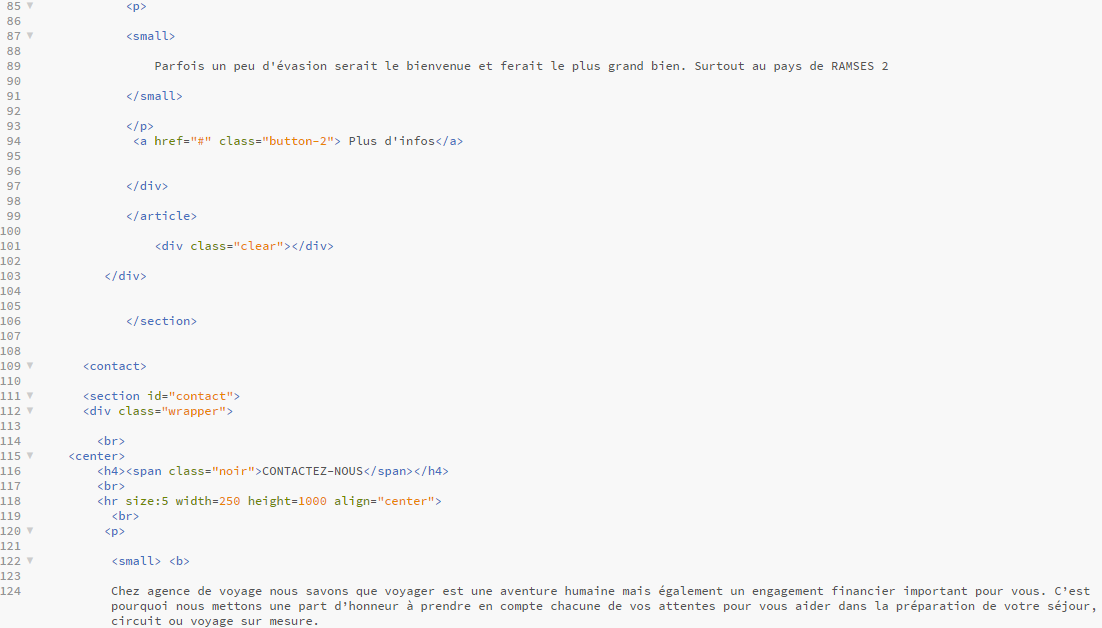 85 <p>
86
87 <small>
88
89 Parfois un peu d'évasion serait le bienvenue et ferait le plus grand bien. Surtout au pays de RAMSES 2
90
91 </small>
92
93 </p>
94 <a href="#" class="button-2"> Plus d'infos</a>
95
96
97 </div>
98
99 </article>
100
101 <div class="clear"></div>
102
103 </div>
104
105
106 </section>
107
108
109 <contact>
110
111 <section id="contact">
112 <div class="wrapper">
113
114 <br>
115 <center>
116 <h4><span class="noir">CONTACTEZ-NOUS</span></h4>
117 <br>
118 <hr size:5 width=250 height=1000 align="center">
119 <br>
120 <p>
121
122 <small> <b>
123
124 Chez agence de voyage nous savons que voyager est une aventure humaine mais également un engagement financier important pour vous. C’est
pourquoi nous mettons une part d’honneur à prendre en compte chacune de vos attentes pour vous aider dans la préparation de votre séjour,
circuit ou voyage sur mesure.